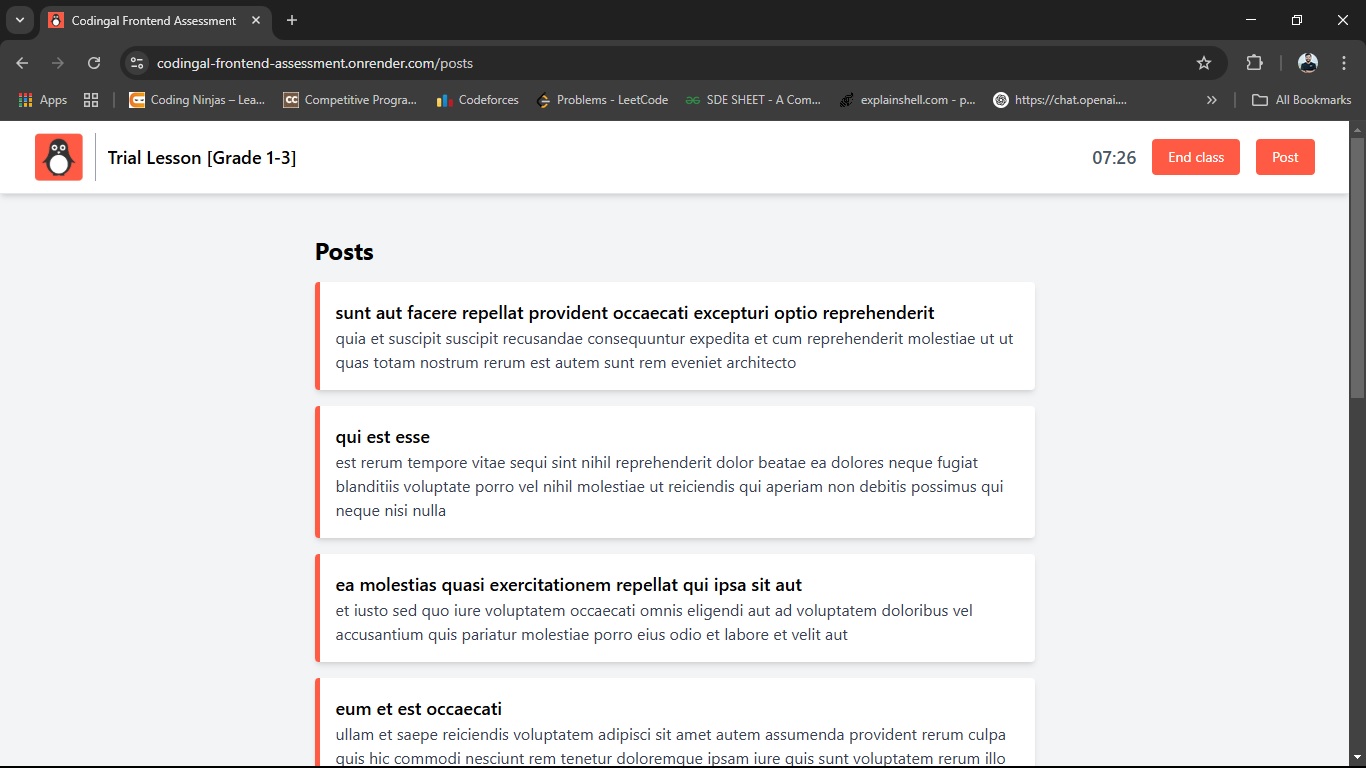 Codingal Frontend Assessment
codingal-frontend-assessment.onrender.com/posts
Apps
Coding Ninjas – Lea...
CC
Competitive Progra...
Codeforces
Problems - LeetCode
SDE SHEET - A Com...
explainshell.com - p...
https://chat.openai....
»
All Bookmarks
Trial Lesson [Grade 1-3]
07:26
End class
Post
Posts
sunt aut facere repellat provident occaecati excepturi optio reprehenderit
quia et suscipit suscipit recusandae consequuntur expedita et cum reprehenderit molestiae ut ut
quas totam nostrum rerum est autem sunt rem eveniet architecto
qui est esse
est rerum tempore vitae sequi sint nihil reprehenderit dolor beatae ea dolores neque fugiat
blanditiis voluptate porro vel nihil molestiae ut reiciendis qui aperiam non debitis possimus qui
neque nisi nulla
ea molestias quasi exercitationem repellat qui ipsa sit aut
et iusto sed quo iure voluptatem occaecati omnis eligendi aut ad voluptatem doloribus vel
accusantium quis pariatur molestiae porro eius odio et labore et velit aut
eum et est occaecati
ullam et saepe reiciendis voluptatem adipisci sit amet autem assumenda provident rerum culpa
quis hic commodi nesciunt rem tenetur doloremque ipsam iure quis sunt voluptatem rerum illo